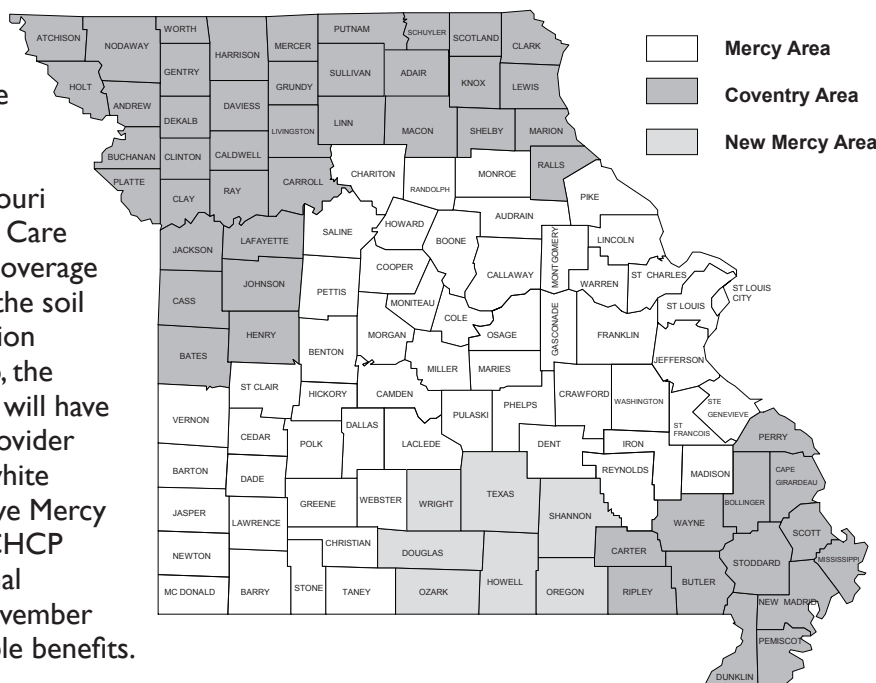 e
ouri
Care
overage
the soil
ion
, the
will have
ovider
white
ve Mercy
CHCP
al
vember
ole benefits.
Mercy Area
Coventry Area
New Mercy Area
ATCHISON
NODAWAY
WORTH
HARRISON
MERCER
PUTNAM
SCHUYLER
SCOTLAND
CLARK
HOLT
GENTRY
SULLIVAN
ADAIR
KNOX
LEWIS
ANDREW
DEKALB
DAVIESS
GRUNDY
LIVINGSTON
LINN
MACON
SHELBY
MARION
BUCHANAN
CLINTON
CALDWELL
CHARITON
RANDOLPH
MONROE
RALLS
PLATTE
CLAY
RAY
CARROLL
PIKE
AUDRAIN
JACKSON
LAFAYETTE
SALINE
HOWARD
BOONE
CALLAWAY
MONTGOMERY
LINCOLN
WARREN
ST CHARLES
ST LOUIS
CITY
ST LOUIS
CASS
JOHNSON
PETTIS
COOPER
MONITEAU
COLE
OSAGE
GASCONADE
FRANKLIN
JEFFERSON
BATES
HENRY
BENTON
MORGAN
MILLER
MARIES
ST CLAIR
HICKORY
CAMDEN
PULASKI
PHELPS
CRAWFORD
WASHINGTON
STE
GENEVIEVE
ST
FRANCOIS
PERRY
VERNON
CEDAR
POLK
DALLAS
LACLEDE
DENT
IRON
REYNOLDS
MADISON
BOLLINGER
CAPE
GIRARDEAU
BARTON
DADE
GREENE
WEBSTER
WRIGHT
TEXAS
SHANNON
WAYNE
SCOTT
JASPER
LAWRENCE
CHRISTIAN
DOUGLAS
HOWELL
CARTER
BUTLER
STODDARD
MISSISSIPPI
NEWTON
MC DONALD
BARRY
STONE
TANEY
OZARK
OREGON
RIPLEY
NEW MADRID
PEMISCOT
DUNKLIN